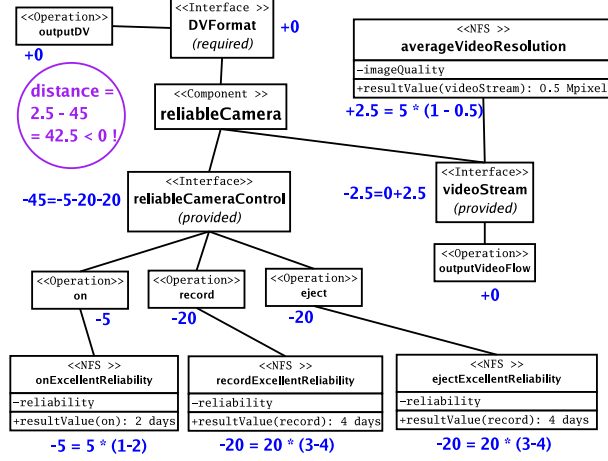 <<Operation>>
outputDV
+0
<<Interface >>
DVFormat
(required)
+0
<<NFS>>
averageVideoResolution
-imageQuality
+resultValue(videoStream): 0.5 Mpixel
+2.5 = 5 * (1 - 0.5)
distance =
2.5 - 45
= 42.5 < 0 !
<<Component >>
reliableCamera
-45=-5-20-20
<<Interface>>
reliableCameraControl
(provided)
-2.5=0+2.5
<<Interface>>
videoStream
(provided)
<<Operation>>
outputVideoFlow
+0
<<Operation>>
on
-5
<<Operation>>
record
-20
<<Operation>>
eject
-20
<<NFS >>
onExcellentReliability
-reliability
+resultValue(on): 2 days
-5 = 5 * (1-2)
<<NFS >>
recordExcellentReliability
-reliability
+resultValue(record): 4 days
-20 = 20 * (3-4)
<<NFS >>
ejectExcellentReliability
-reliability
+resultValue(record): 4 days
-20 = 20 * (3-4)